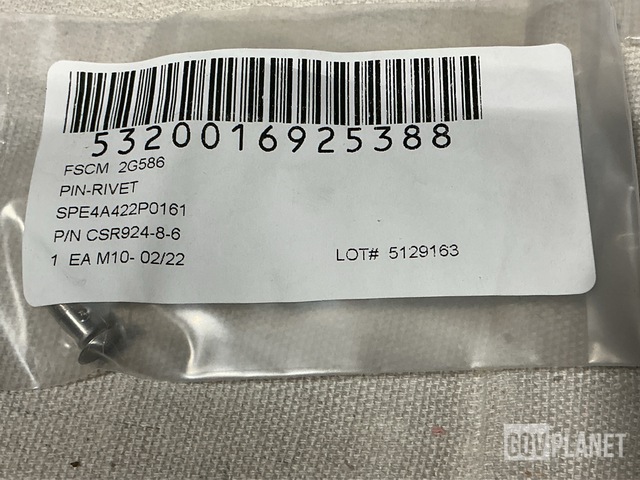 5320016925388
FSCM 2G586
PIN-RIVET
SPE4A422P0161
P/N CSR924-8-6
1 EA M10- 02/22
LOT# 5129163
GOVPLANET